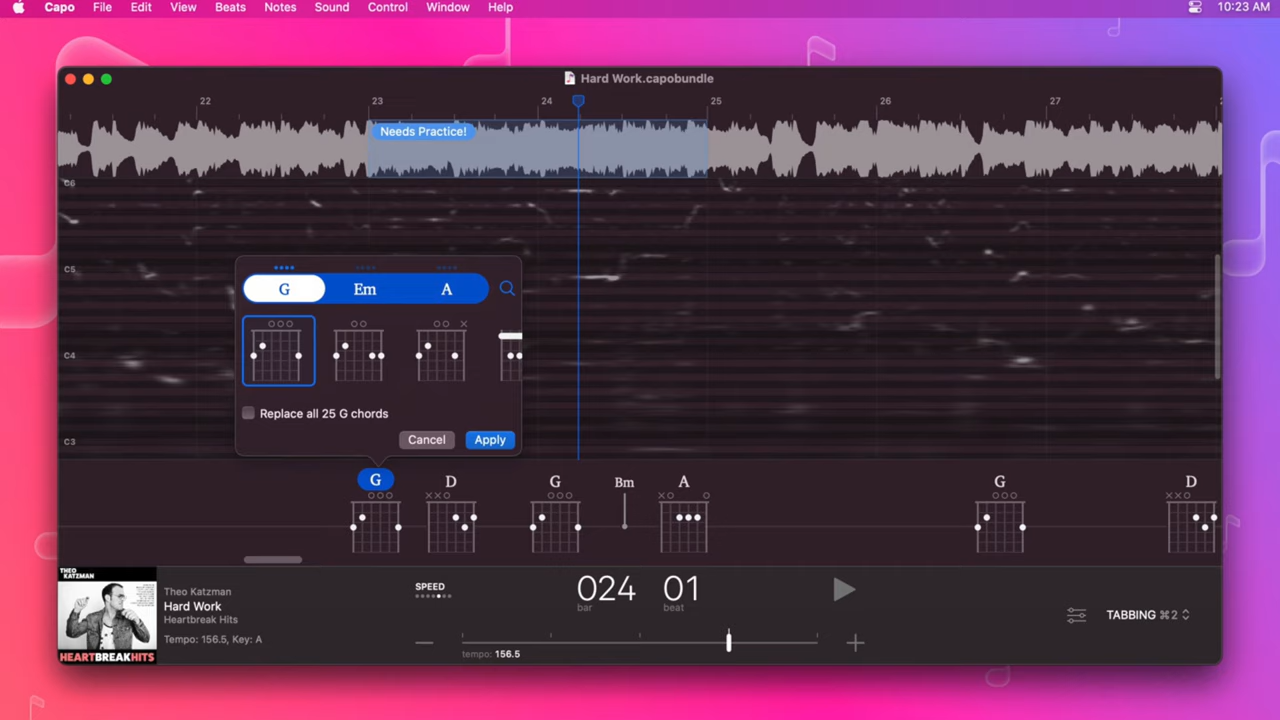 Capo File Edit View Beats Notes Sound Control Window Help 10:23 AM
Hard Work.capobundle
22 23 24 25 26 27
Needs Practice!
C6
C5
G Em A
C4
Replace all 25 G chords
Cancel Apply
C3
G D G Bm A G D
THEO KATZMAN
HEARTBREAK HITS
Theo Katzman
Hard Work
Heartbreak Hits
Tempo: 156.5, Key: A
SPEED
024 01
bar beat
tempo: 156.5
TABBING ⌘2